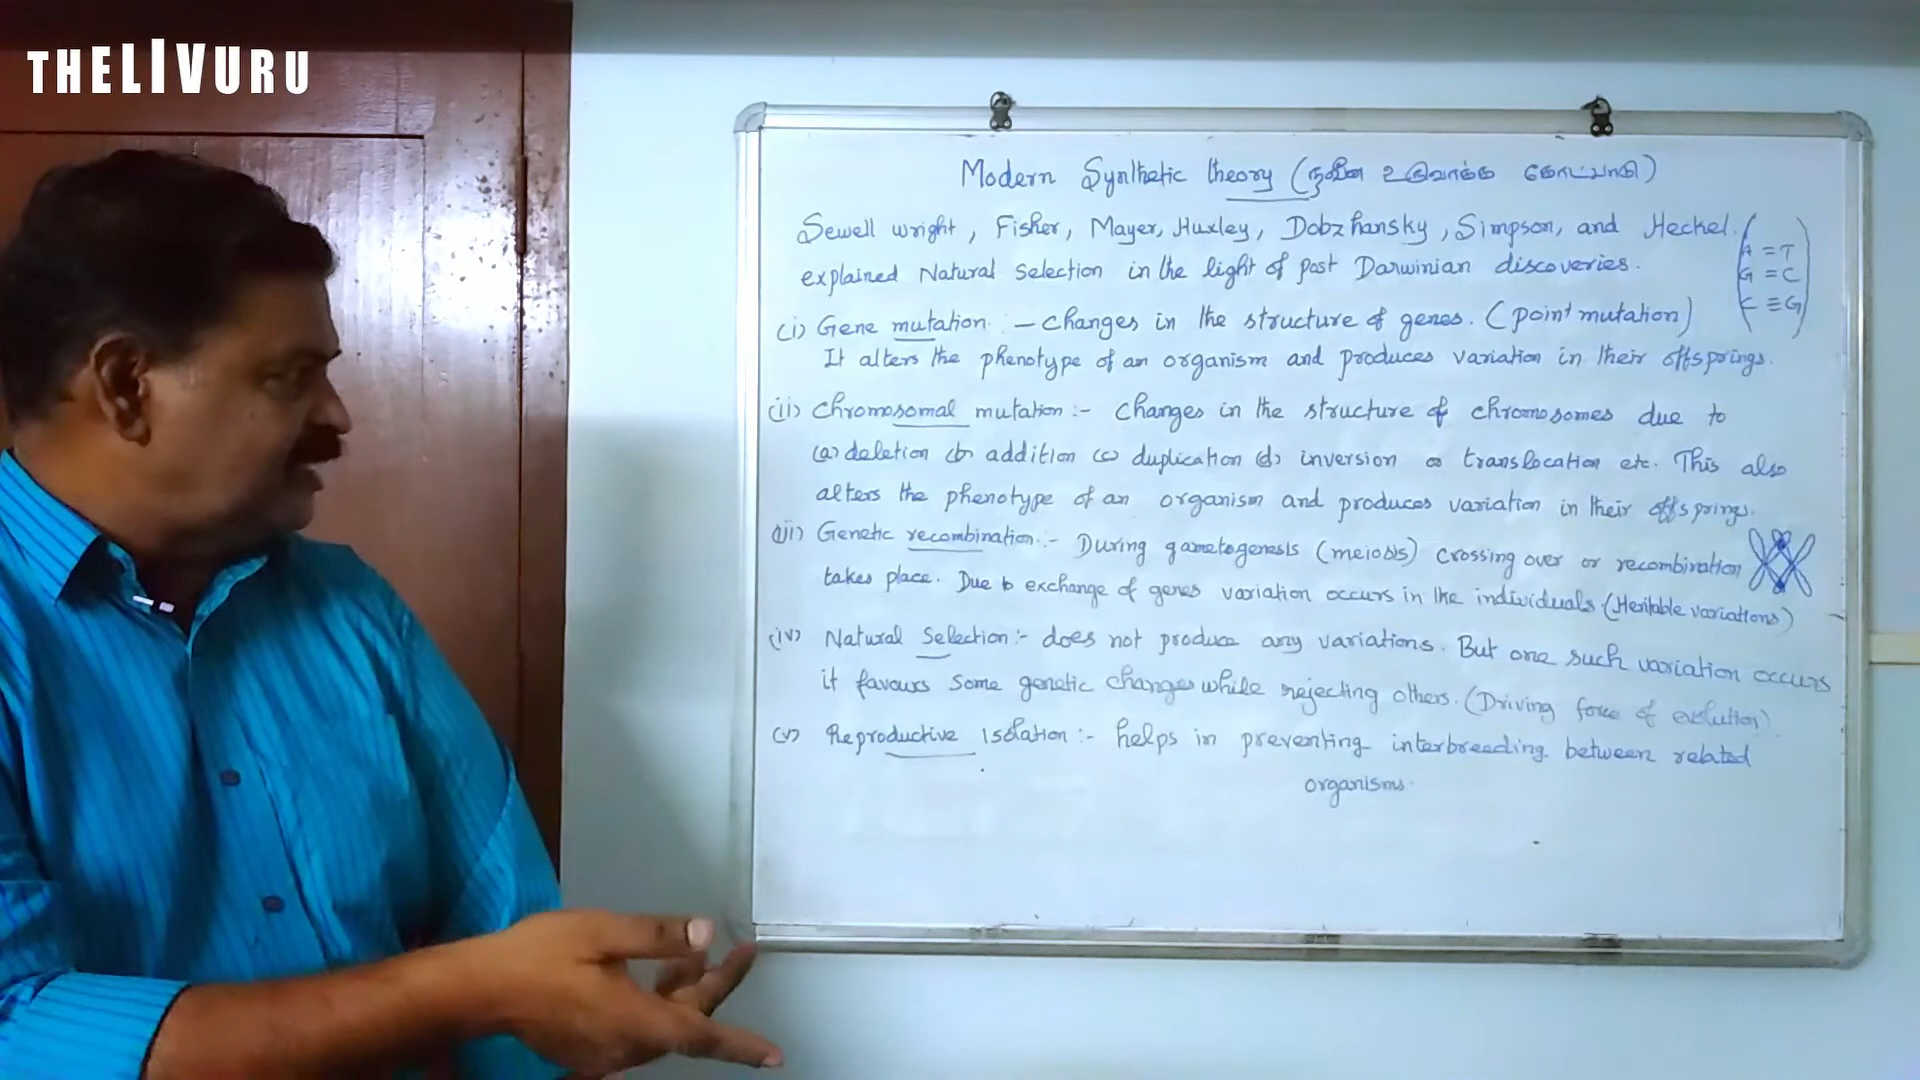 THELIVURU
Modern Synthetic theory (நவீன உருவாக்க கோட்பாடு)
Sewell wright, Fisher, Mayer, Huxley, Dobzhansky, Simpson, and Heckel.
explained Natural Selection in the light of post Darwinian discoveries.
A = T
G = C
C ≡ G
(i) Gene mutation :- changes in the structure of genes. (point mutation)
It alters the phenotype of an organism and produces variation in their offsprings.
(ii) Chromosomal mutation :- changes in the structure of chromosomes due to
(a) deletion (b) addition (c) duplication (d) inversion or translocation etc. This also
alters the phenotype of an organism and produces variation in their offsprings.
(iii) Genetic recombination :- During gametogenesis (meiosis) crossing over or recombination
takes place. Due to exchange of genes variation occurs in the individuals (Heritable variations)
(iv) Natural Selection :- does not produce any variations. But one such variation occurs
it favours some genetic changes while rejecting others. (Driving force of evolution)
(v) Reproductive isolation :- helps in preventing interbreeding between related
organisms.